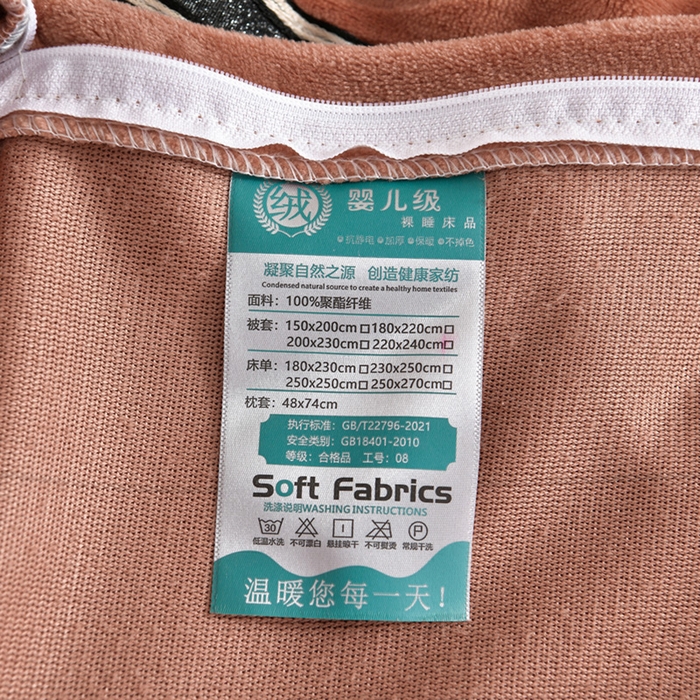 绒 婴儿级
裸睡床品
抗静电 加厚 保暖 不掉色
凝聚自然之源 创造健康家纺
Condensed natural source to create a healthy home textiles
面料：100%聚酯纤维
被套：150x200cm□180x220cm□
200x230cm□220x240cm□
床单：180x230cm□230x250cm□
250x250cm□250x270cm□
枕套：48x74cm
执行标准：GB/T22796-2021
安全类别：GB18401-2010
等级：合格品 工号：08
Soft Fabrics
洗涤说明WASHING INSTRUCTIONS
30 P
低温水洗 不可漂白 悬挂晾干 不可熨烫 常规干洗
温暖您每一天！